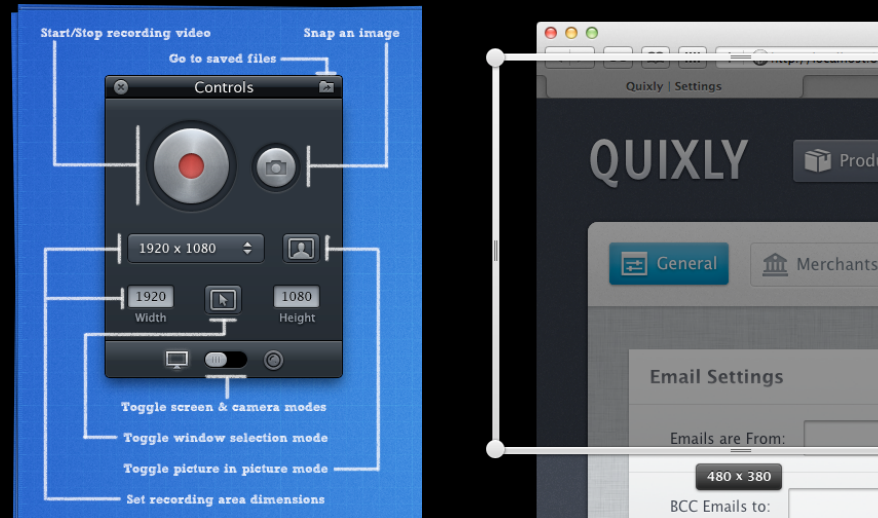 Start/Stop recording video
Snap an image
Go to saved files
Controls
1920 x 1080
1920
Width
1080
Height
Toggle screen & camera modes
Toggle window selection mode
Toggle picture in picture mode
Set recording area dimensions
Quixly | Settings
QUIXLY
General
Merchants
Email Settings
Emails are From:
480 x 380
BCC Emails to: